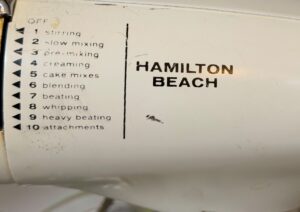 OFF
1 stirring
2 slow mixing
3 pre-mixing
4 creaming
5 cake mixes
6 blending
7 beating
8 whipping
9 heavy beating
10 attachments
HAMILTON
BEACH